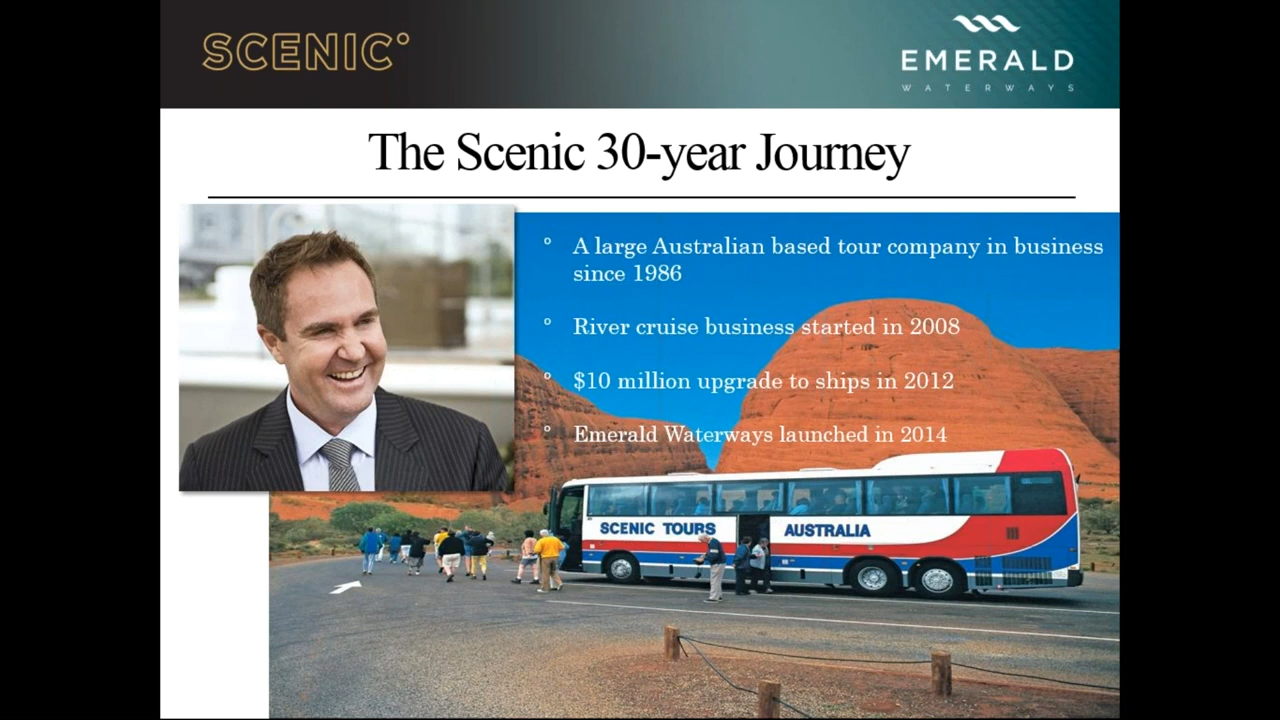 SCENIC°
EMERALD
WATERWAYS
The Scenic 30-year Journey
° A large Australian based tour company in business
since 1986
° River cruise business started in 2008
° $10 million upgrade to ships in 2012
° Emerald Waterways launched in 2014
SCENIC TOURS AUSTRALIA